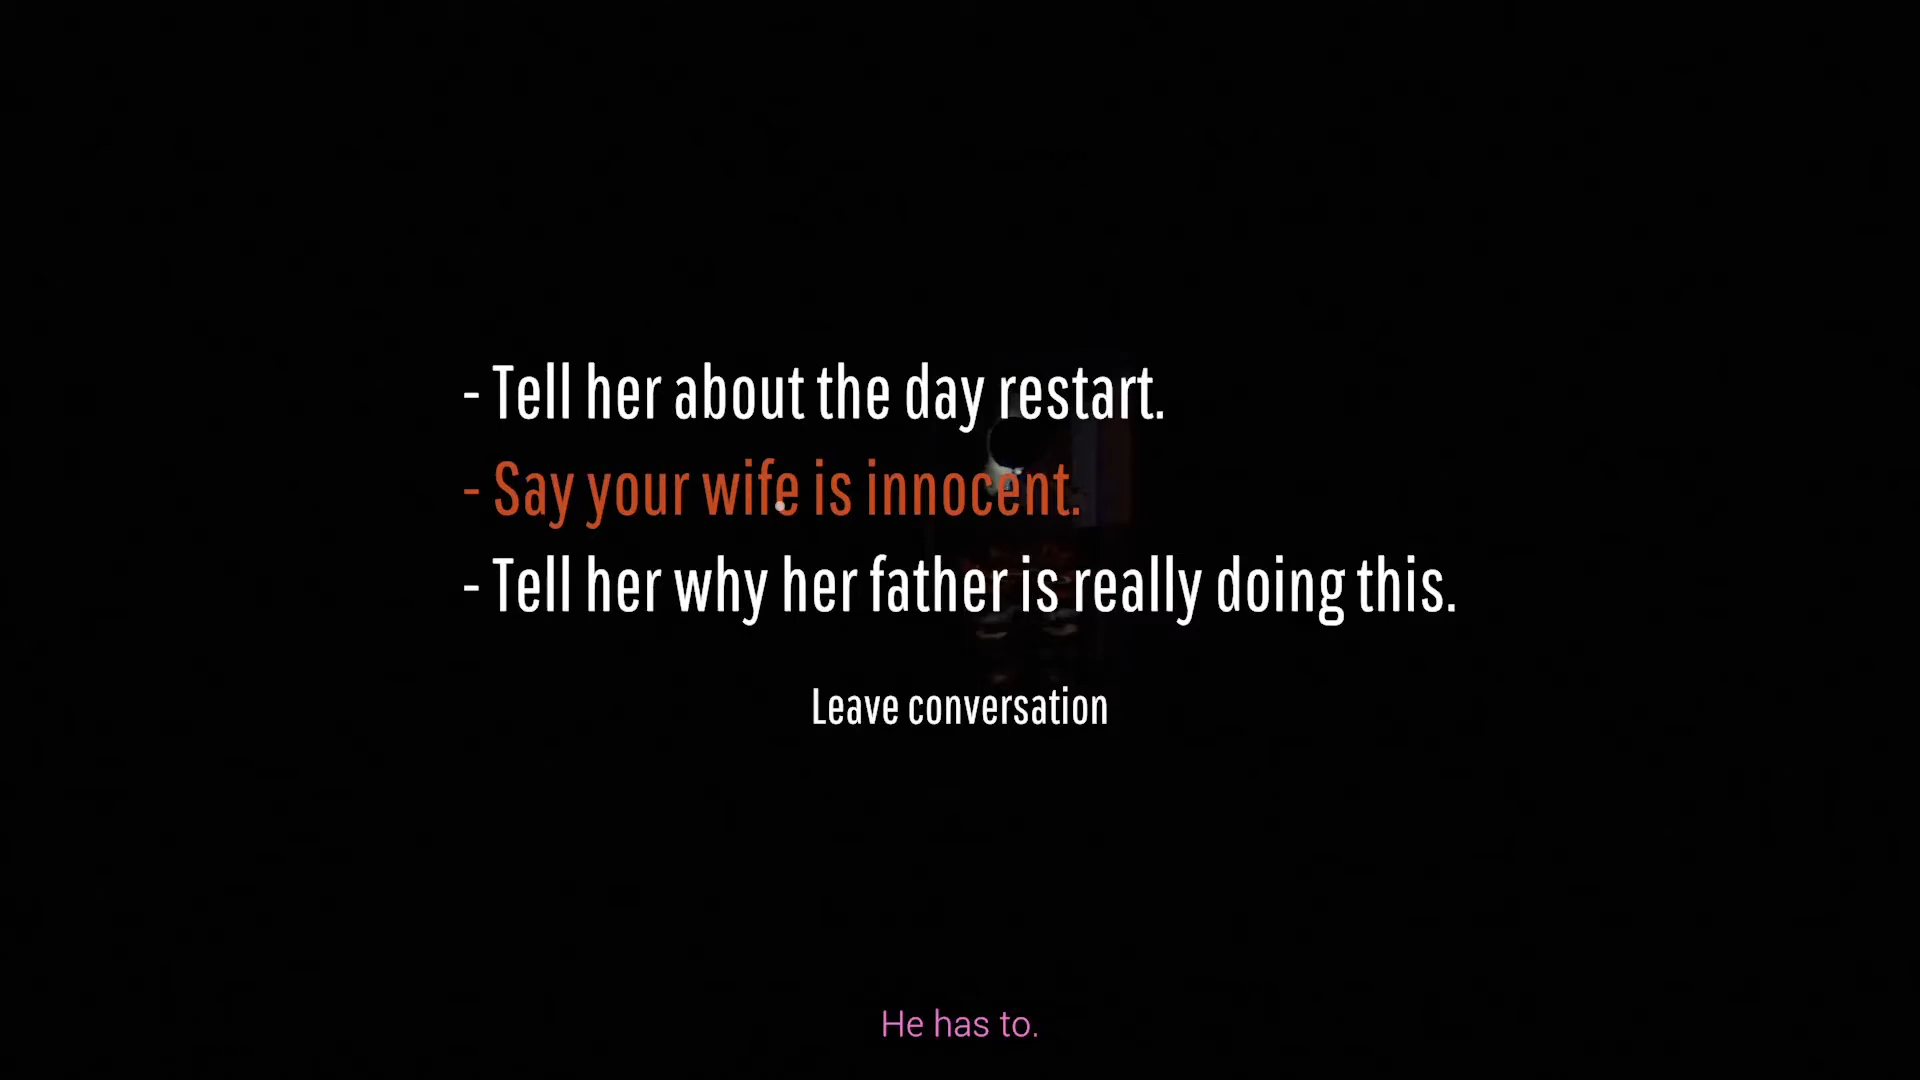 - Tell her about the day restart.
- Say your wife is innocent.
- Tell her why her father is really doing this.
Leave conversation
He has to.